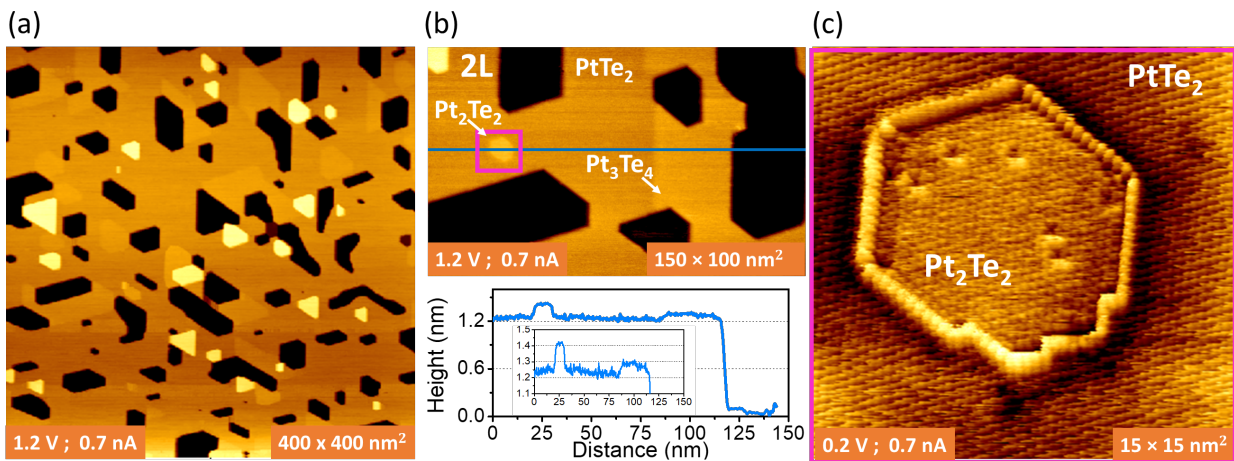 (a)
1.2 V ; 0.7 nA
400 x 400 nm²
(b)
2L
PtTe₂
Pt₂Te₂
Pt₃Te₄
1.2 V ; 0.7 nA
150 × 100 nm²
Height (nm)
1.2
0.6
0.0
1.5
1.4
1.3
1.2
1.1
0 25 50 75 100 125 150
0 25 50 75 100 125 150
Distance (nm)
(c)
PtTe₂
Pt₂Te₂
0.2 V ; 0.7 nA
15 × 15 nm²